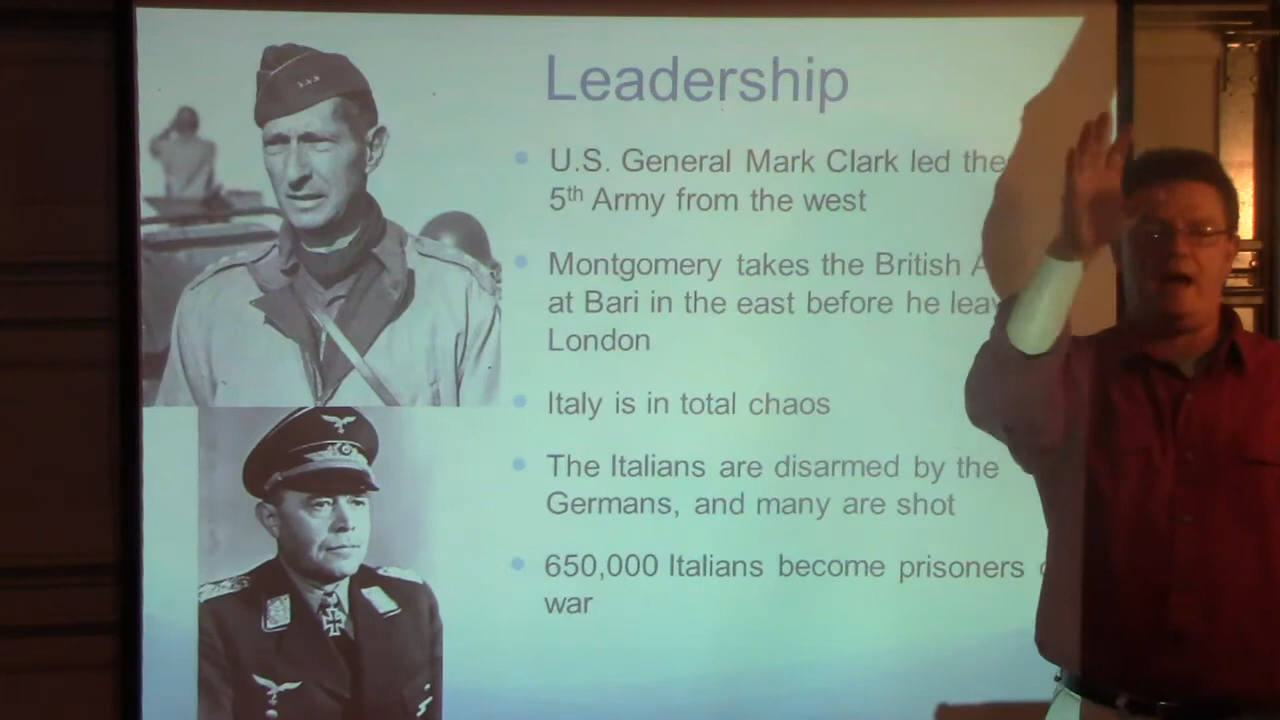 Leadership
U.S. General Mark Clark led the
5th Army from the west
Montgomery takes the British
at Bari in the east before he
London
Italy is in total chaos
The Italians are disarmed by the
Germans, and many are shot
650,000 Italians become prisoners
war